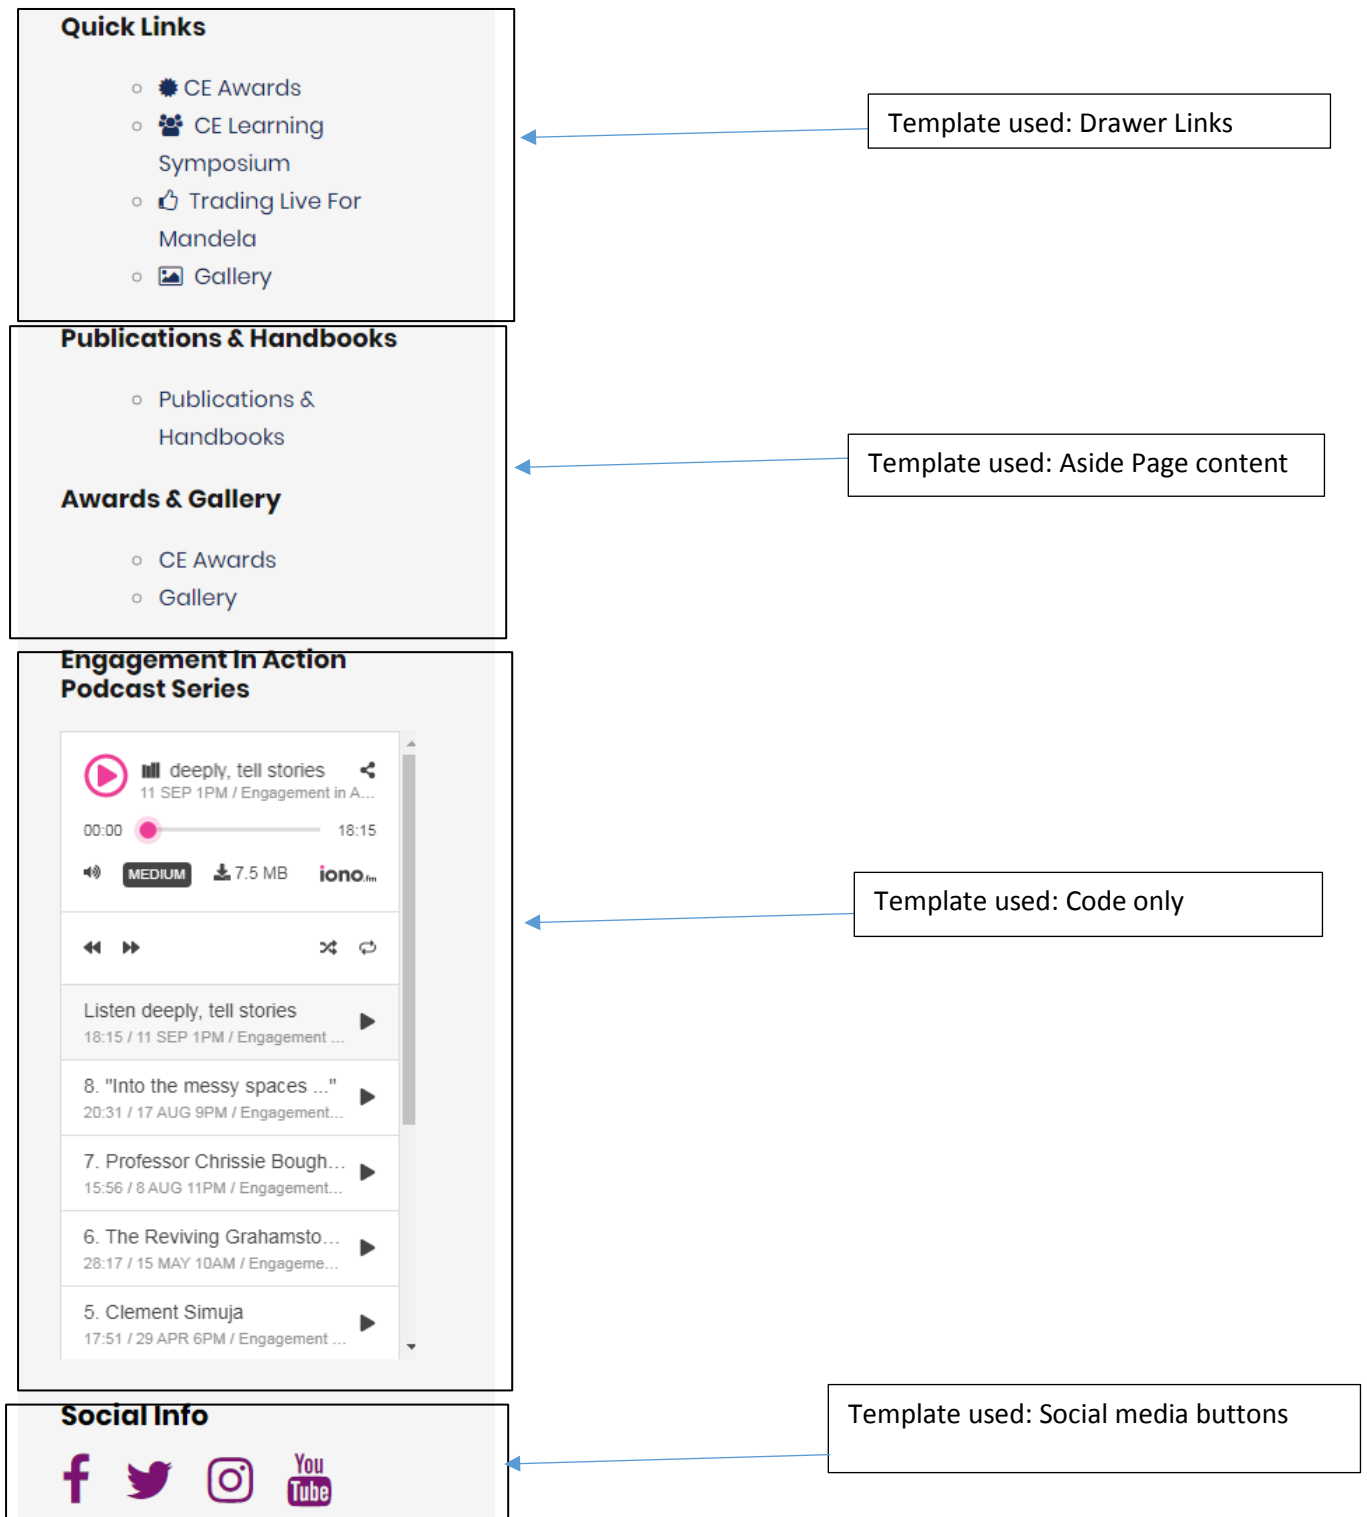 Quick Links
CE Awards
CE Learning
Symposium
Trading Live For
Mandela
Gallery
Template used: Drawer Links
Publications & Handbooks
Publications &
Handbooks
Awards & Gallery
CE Awards
Gallery
Template used: Aside Page content
Engagement In Action
Podcast Series
deeply, tell stories
11 SEP 1PM / Engagement in A...
00:00
18:15
MEDIUM
7.5 MB
iono.fm
Listen deeply, tell stories
18:15 / 11 SEP 1PM / Engagement ...
8. "Into the messy spaces ..."
20:31 / 17 AUG 9PM / Engagement...
7. Professor Chrissie Bough...
15:56 / 8 AUG 11PM / Engagement...
6. The Reviving Grahamsto...
28:17 / 15 MAY 10AM / Engageme...
5. Clement Simuja
17:51 / 29 APR 6PM / Engagement ...
Template used: Code only
Social Info
You
Tube
Template used: Social media buttons